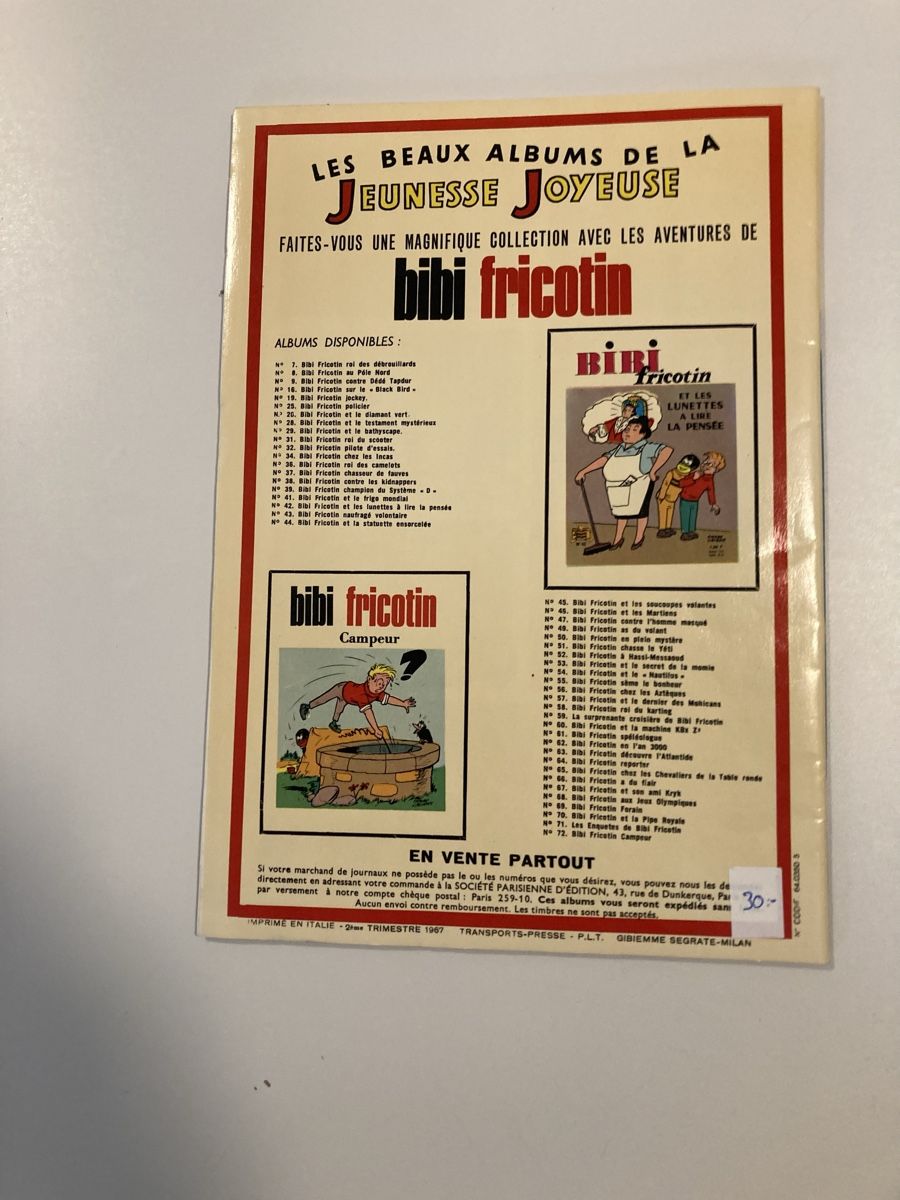 LES BEAUX ALBUMS DE LA
JEUNESSE JOYEUSE
FAITES-VOUS UNE MAGNIFIQUE COLLECTION AVEC LES AVENTURES DE
bibi fricotin
ALBUMS DISPONIBLES :
N° 7. Bibi Fricotin roi des débrouillards
N° 8. Bibi Fricotin au Pôle Nord
N° 9. Bibi Fricotin contre Dédé Tapdur
N° 16. Bibi Fricotin sur le « Black Bird »
N° 19. Bibi Fricotin jockey.
N° 25. Bibi Fricotin policier
N° 26. Bibi Fricotin et le diamant vert.
N° 28. Bibi Fricotin et le testament mystérieux
N° 29. Bibi Fricotin et le bathyscape.
N° 31. Bibi Fricotin roi du scooter
N° 32. Bibi Fricotin pilote d'essais.
N° 34. Bibi Fricotin chez les Incas
N° 36. Bibi Fricotin roi des camelots
N° 37. Bibi Fricotin chasseur de fauves
N° 38. Bibi Fricotin contre les kidnappers
N° 39. Bibi Fricotin champion du Système « D »
N° 41. Bibi Fricotin et le frigo mondial
N° 42. Bibi Fricotin et les lunettes à lire la pensée
N° 43. Bibi Fricotin naufragé volontaire
N° 44. Bibi Fricotin et la statuette ensorcelée
BIBI
fricotin
ET LES
LUNETTES
A LIRE
LA PENSÉE
bibi fricotin
Campeur
?
N° 45. Bibi Fricotin et les soucoupes volantes
N° 46. Bibi Fricotin et les Martiens
N° 47. Bibi Fricotin contre l'homme masqué
N° 49. Bibi Fricotin as du volant
N° 50. Bibi Fricotin en plein mystère
N° 51. Bibi Fricotin chasse le Yéti
N° 52. Bibi Fricotin à Hassi-Messaoud
N° 53. Bibi Fricotin et le secret de la momie
N° 54. Bibi Fricotin et le « Nautilus »
N° 55. Bibi Fricotin sème le bonheur
N° 56. Bibi Fricotin chez les Aztèques
N° 57. Bibi Fricotin et le dernier des Mohicans
N° 58. Bibi Fricotin roi du karting
N° 59. La surprenante croisière de Bibi Fricotin
N° 60. Bibi Fricotin et la machine KBx Z²
N° 61. Bibi Fricotin spéléologue
N° 62. Bibi Fricotin en l'an 3000
N° 63. Bibi Fricotin découvre l'Atlantide
N° 64. Bibi Fricotin reporter
N° 65. Bibi Fricotin chez les Chevaliers de la Table ronde
N° 66. Bibi Fricotin a du flair
N° 67. Bibi Fricotin et son ami Kryk
N° 68. Bibi Fricotin aux Jeux Olympiques
N° 69. Bibi Fricotin Forain
N° 70. Bibi Fricotin et la Pipe Royale
N° 71. Les Enquetes de Bibi Fricotin
N° 72. Bibi Fricotin Campeur
EN VENTE PARTOUT
Si votre marchand de journaux ne possède pas le ou les numéros que vous désirez, vous pouvez nous les
directement en adressant votre commande à la SOCIÉTÉ PARISIENNE D'ÉDITION, 43, rue de Dunkerque,
par versement à notre compte chèque postal : Paris 259-10. Ces albums vous seront expédiés
Aucun envoi contre remboursement. Les timbres ne sont pas acceptés.
30:-
IMPRIMÉ EN ITALIE - 2ème TRIMESTRE 1967 TRANSPORTS-PRESSE - P.L.T. GIBIEMME SEGRATE-MILAN